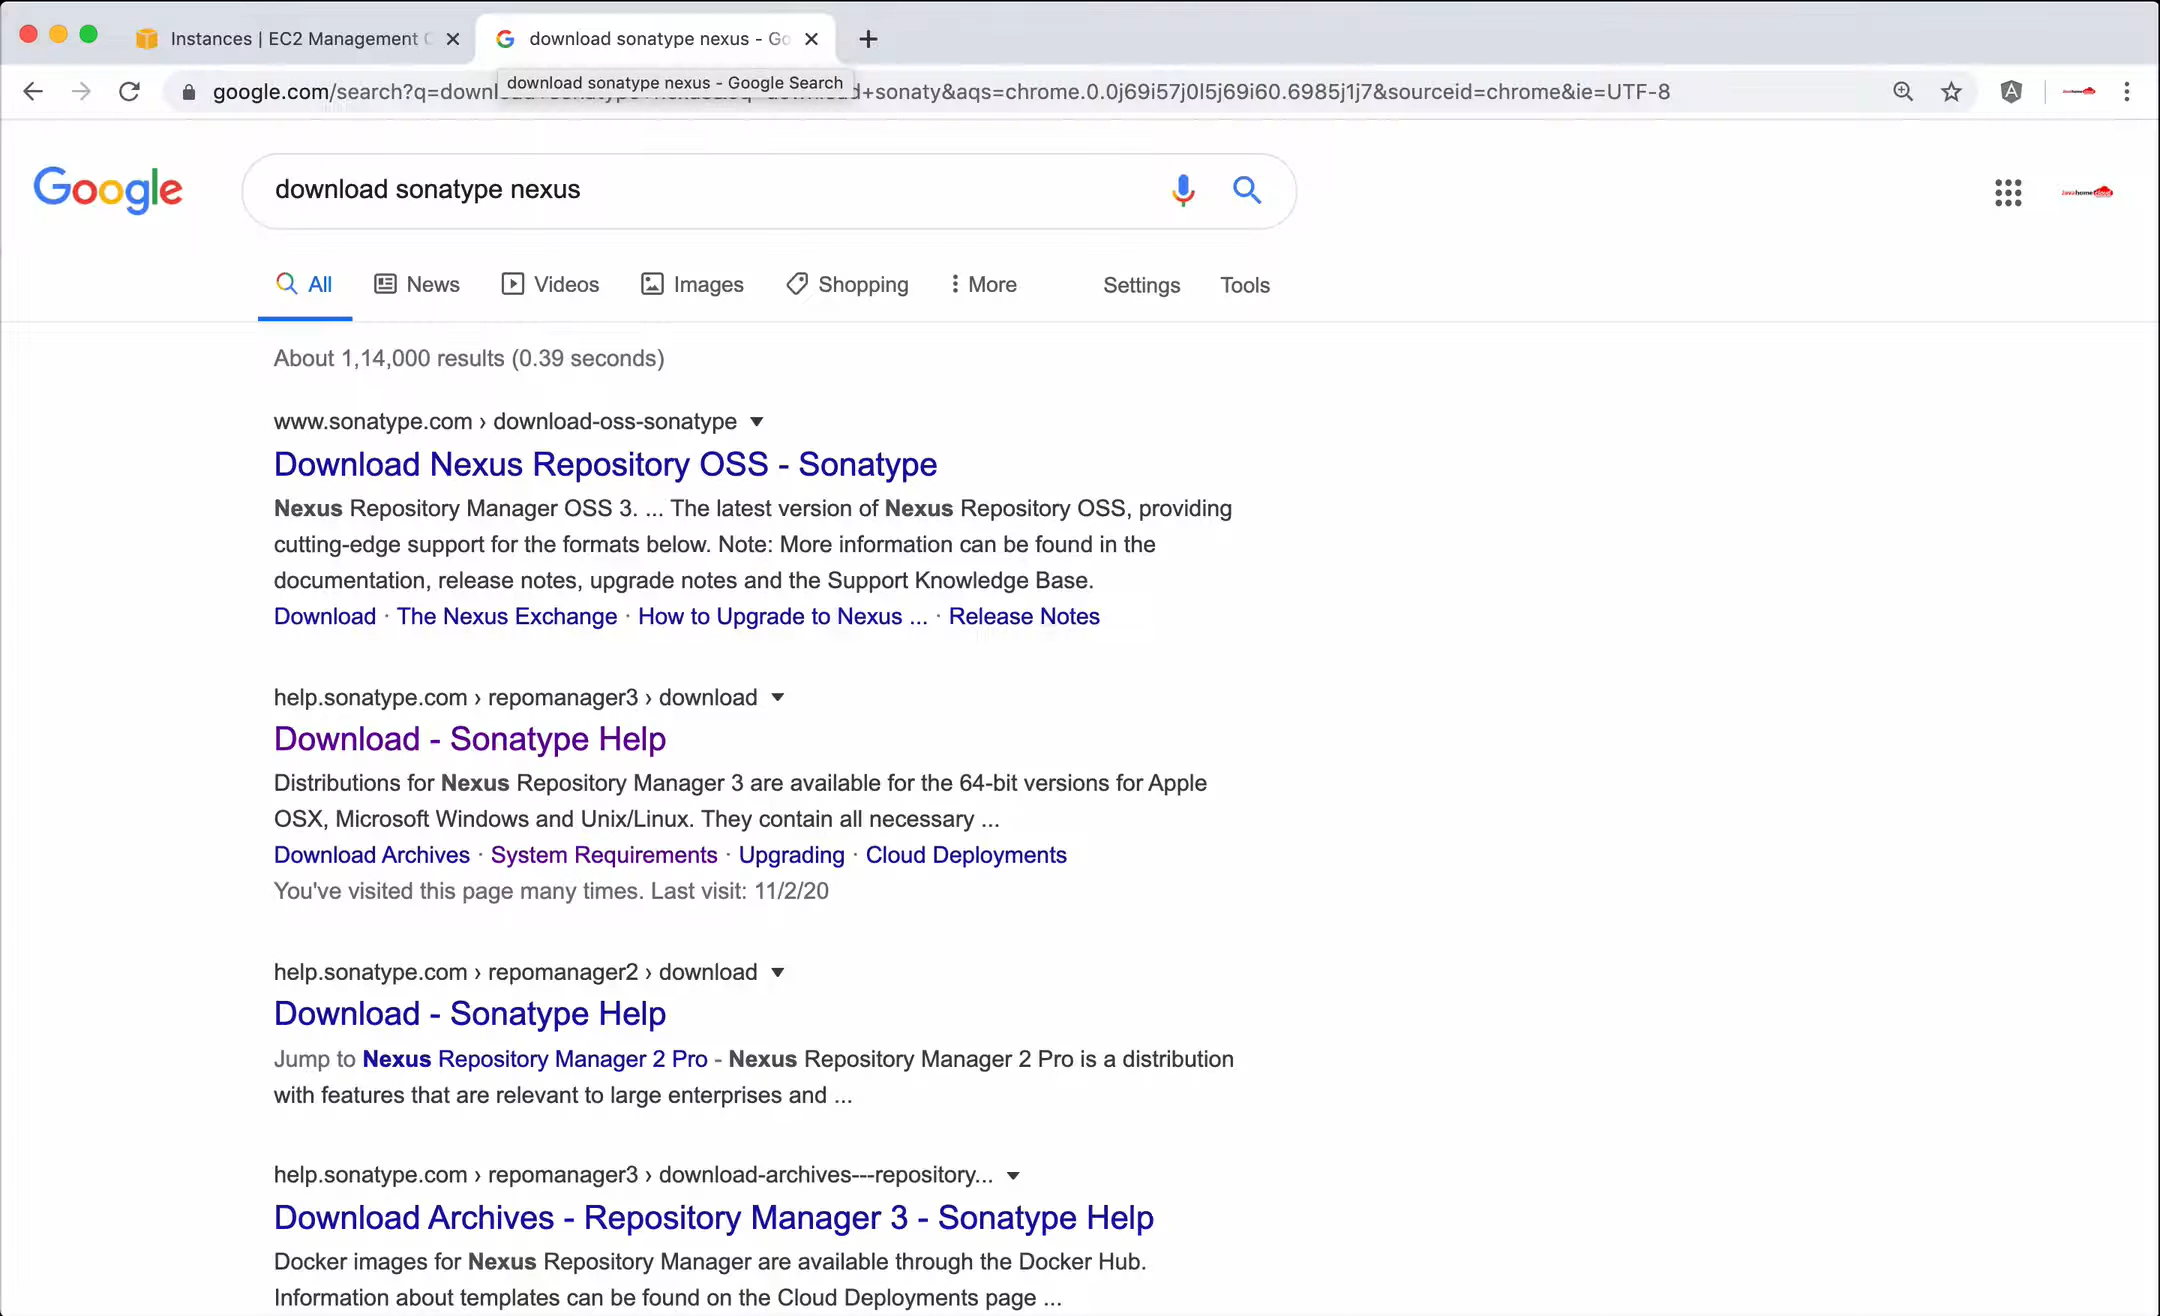 Instances | EC2 Management C
download sonatype nexus - Go
download sonatype nexus - Google Search
google.com/search?q=downl +sonaty&aqs=chrome.0.0j69i57j0l5j69i60.6985j1j7&sourceid=chrome&ie=UTF-8
Google
download sonatype nexus
Javahome cloud
All News Videos Images Shopping More Settings Tools
About 1,14,000 results (0.39 seconds)
www.sonatype.com › download-oss-sonatype
Download Nexus Repository OSS - Sonatype
Nexus Repository Manager OSS 3. ... The latest version of Nexus Repository OSS, providing
cutting-edge support for the formats below. Note: More information can be found in the
documentation, release notes, upgrade notes and the Support Knowledge Base.
Download · The Nexus Exchange · How to Upgrade to Nexus ... · Release Notes
help.sonatype.com › repomanager3 › download
Download - Sonatype Help
Distributions for Nexus Repository Manager 3 are available for the 64-bit versions for Apple
OSX, Microsoft Windows and Unix/Linux. They contain all necessary ...
Download Archives · System Requirements · Upgrading · Cloud Deployments
You've visited this page many times. Last visit: 11/2/20
help.sonatype.com › repomanager2 › download
Download - Sonatype Help
Jump to Nexus Repository Manager 2 Pro - Nexus Repository Manager 2 Pro is a distribution
with features that are relevant to large enterprises and ...
help.sonatype.com › repomanager3 › download-archives---repository...
Download Archives - Repository Manager 3 - Sonatype Help
Docker images for Nexus Repository Manager are available through the Docker Hub.
Information about templates can be found on the Cloud Deployments page ...